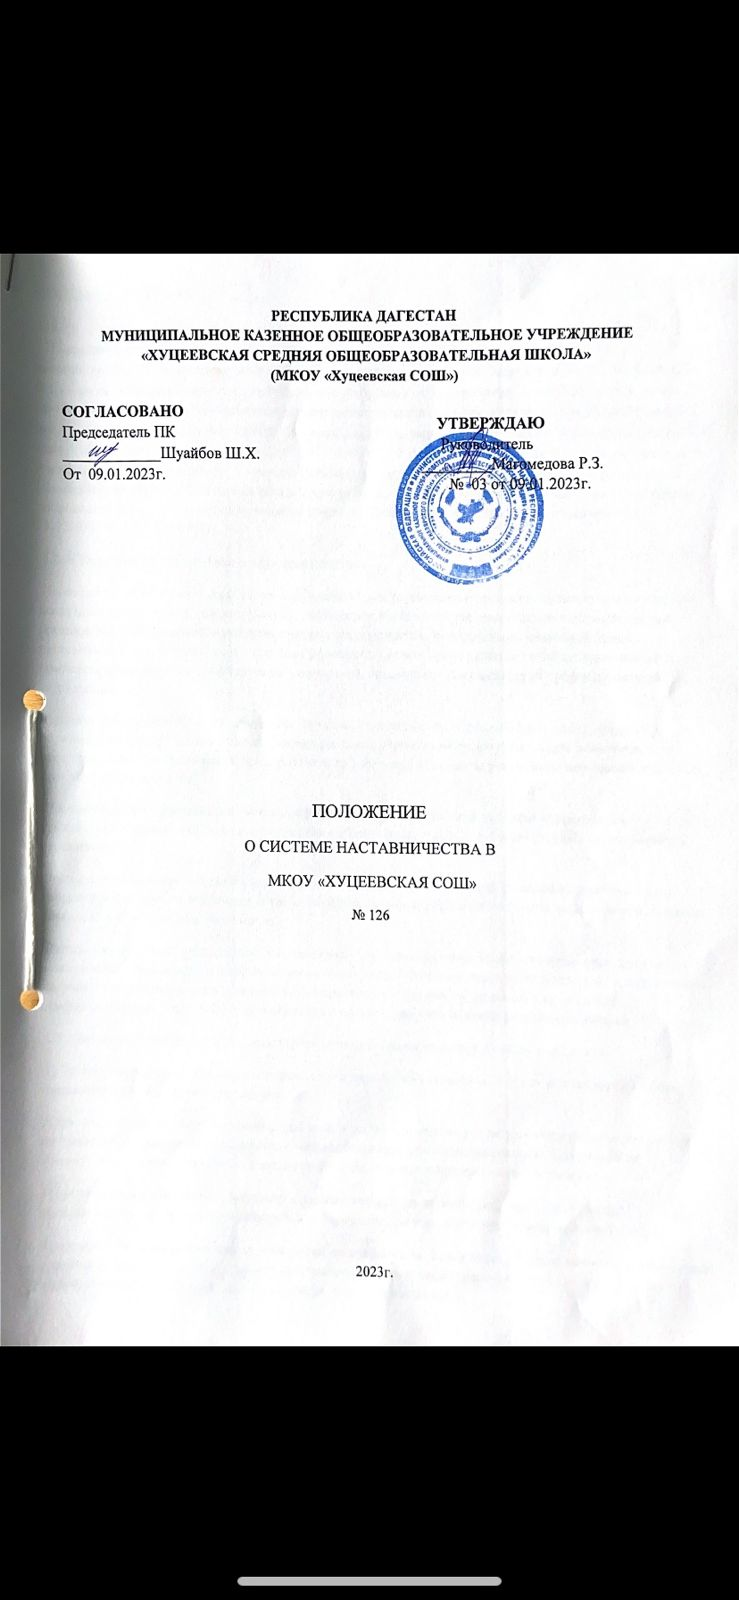 РЕСПУБЛИКА ДАГЕСТАН
МУНИЦИПАЛЬНОЕ КАЗЕННОЕ ОБЩЕОБРАЗОВАТЕЛЬНОЕ УЧРЕЖДЕНИЕ
«ХУЦЕЕВСКАЯ СРЕДНЯЯ ОБЩЕОБРАЗОВАТЕЛЬНАЯ ШКОЛА»
(МКОУ «Хуцеевская СОШ»)
СОГЛАСОВАНО
Председатель ПК
Шуайбов Ш.Х.
От 09.01.2023г.
УТВЕРЖДАЮ
Руководитель
Магомедова Р.З.
№ 03 от 09.01.2023г.
ПОЛОЖЕНИЕ
О СИСТЕМЕ НАСТАВНИЧЕСТВА В
МКОУ «ХУЦЕЕВСКАЯ СОШ»
№ 126
2023г.